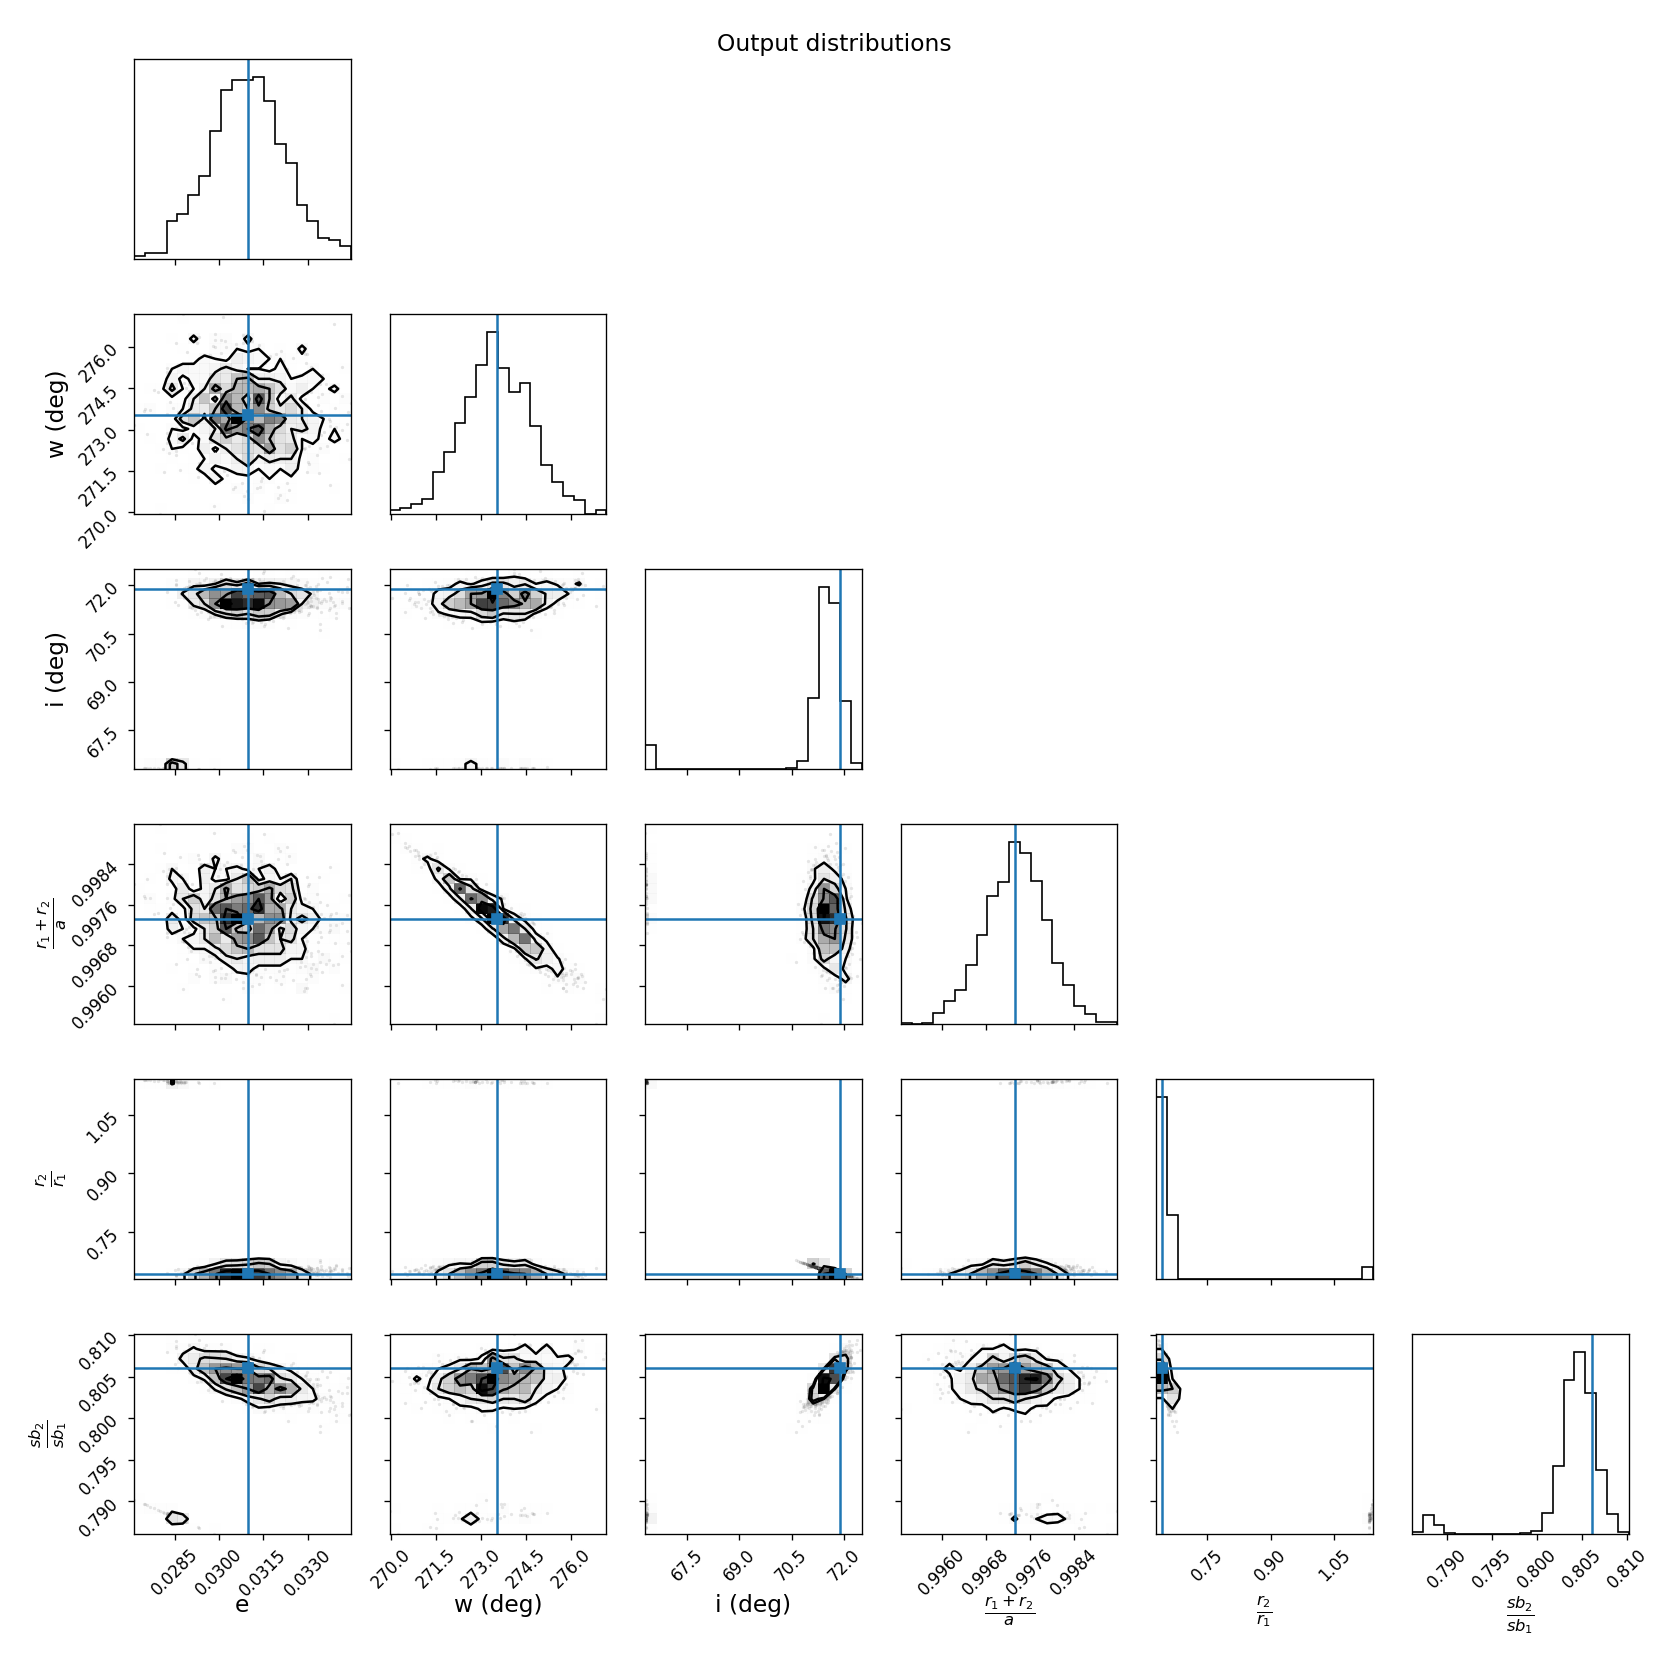 Output distributions
w (deg)
276.0
274.5
273.0
271.5
270.0
i (deg)
72.0
70.5
69.0
67.5
r₁ + r₂
a
0.9984
0.9976
0.9968
0.9960
r₂
r₁
1.05
0.90
0.75
sb₂
sb₁
0.810
0.805
0.800
0.795
0.790
0.0285 0.0300 0.0315 0.0330
270.0 271.5 273.0 274.5 276.0
67.5 69.0 70.5 72.0
0.9960 0.9968 0.9976 0.9984
0.75 0.90 1.05
0.790 0.795 0.800 0.805 0.810
e
w (deg)
i (deg)
r₁ + r₂
a
r₂
r₁
sb₂
sb₁